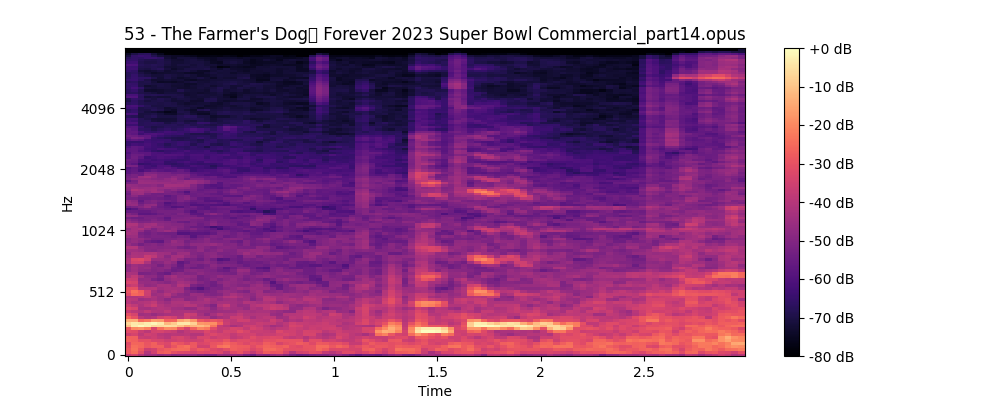 53 - The Farmer's Dog▯ Forever 2023 Super Bowl Commercial_part14.opus
+0 dB
-10 dB
-20 dB
-30 dB
-40 dB
-50 dB
-60 dB
-70 dB
-80 dB
4096
2048
1024
512
0
Hz
0
0.5
1
1.5
2
2.5
Time